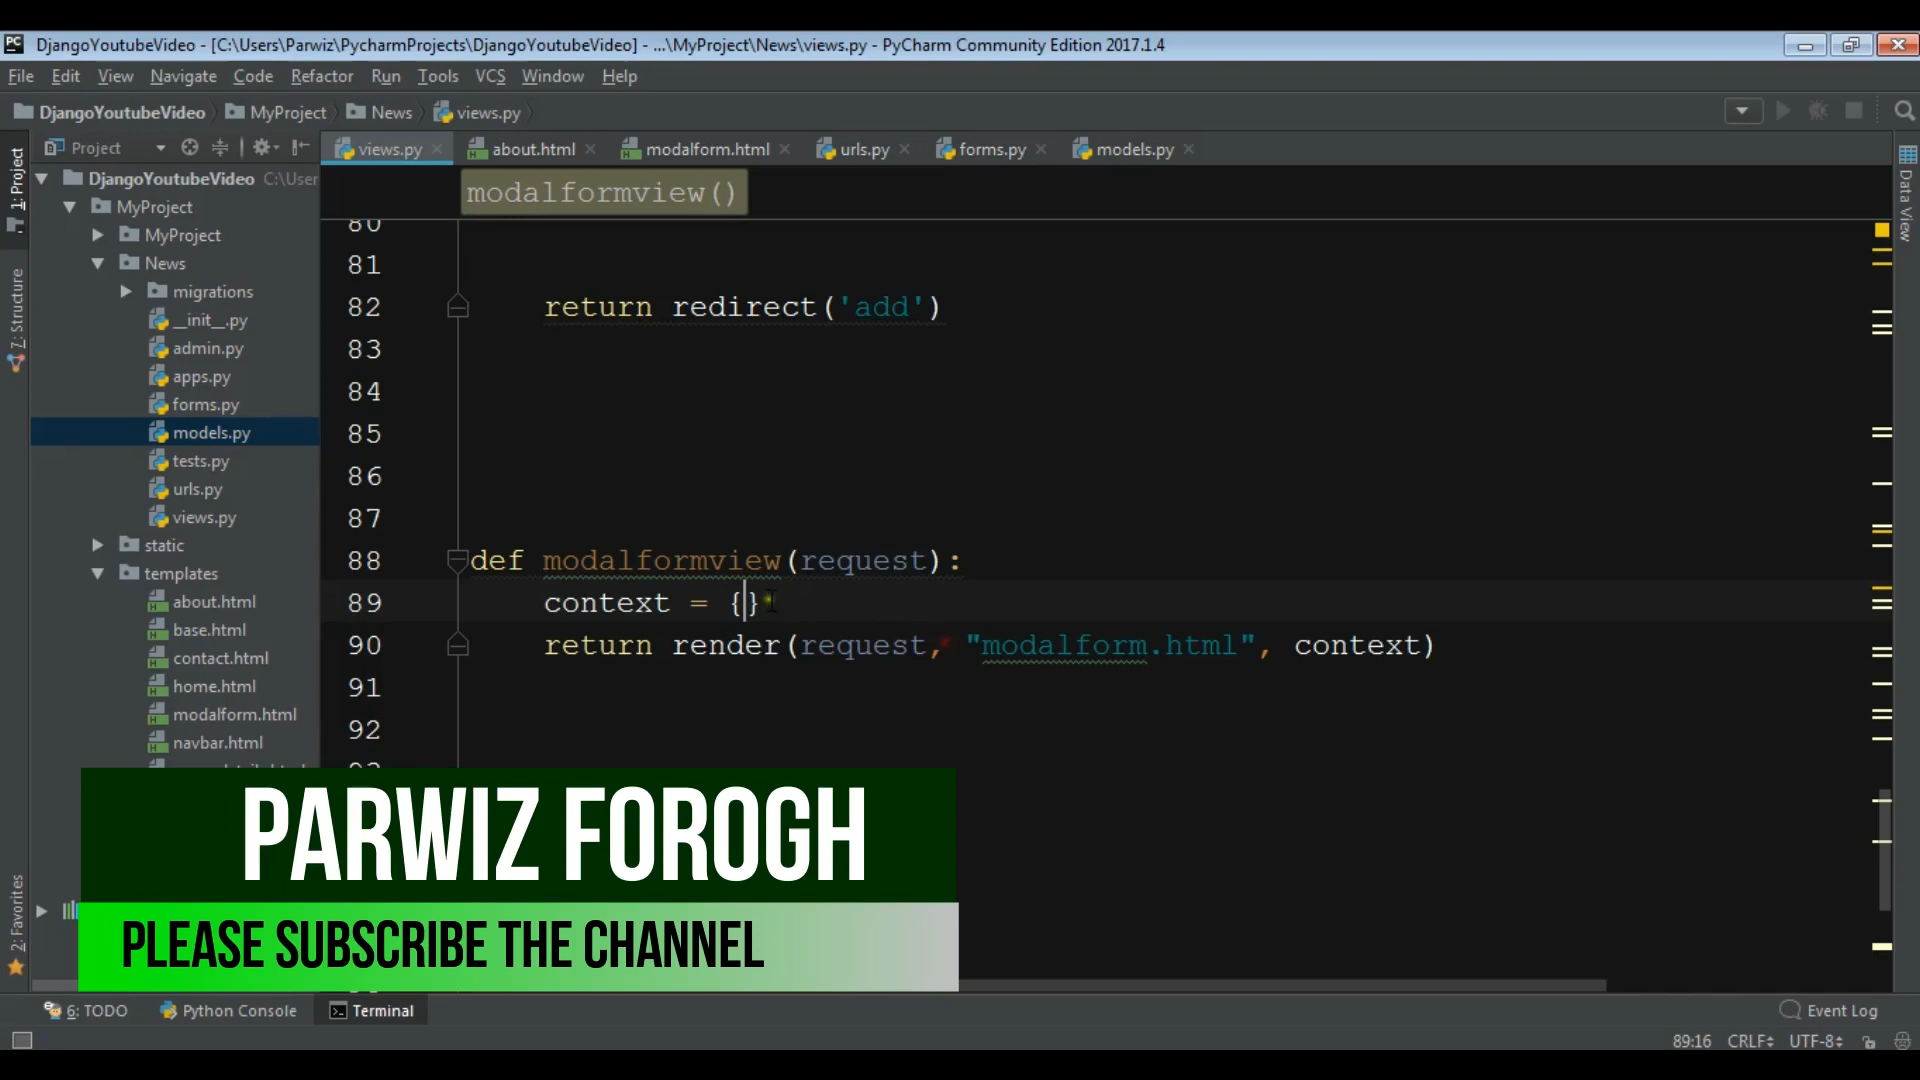 DjangoYoutubeVideo - [C:\Users\Parwiz\PycharmProjects\DjangoYoutubeVideo] - ...\MyProject\News\views.py - PyCharm Community Edition 2017.1.4
File Edit View Navigate Code Refactor Run Tools VCS Window Help
DjangoYoutubeVideo MyProject News views.py
Project views.py about.html modalform.html urls.py forms.py models.py
1: Project
7: Structure
2: Favorites
Data View
DjangoYoutubeVideo C:\User
MyProject
MyProject
News
migrations
__init__.py
admin.py
apps.py
forms.py
models.py
tests.py
urls.py
views.py
static
templates
about.html
base.html
contact.html
home.html
modalform.html
navbar.html
modalformview()
80
81
82 return redirect('add')
83
84
85
86
87
88 def modalformview(request):
89 context = {}
90 return render(request, "modalform.html", context)
91
92
PARWIZ FOROGH
PLEASE SUBSCRIBE THE CHANNEL
6: TODO Python Console Terminal Event Log
89:16 CRLF UTF-8